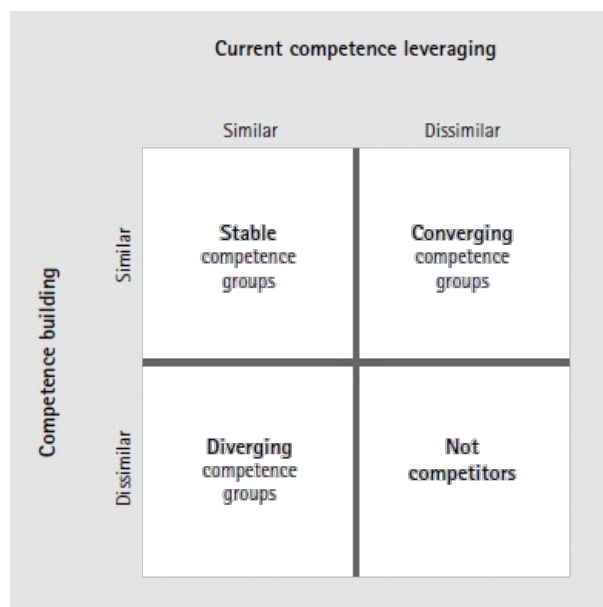 Current competence leveraging
Similar
Dissimilar
Competence building
Similar
Stable
competence
groups
Converging
competence
groups
Dissimilar
Diverging
competence
groups
Not
competitors